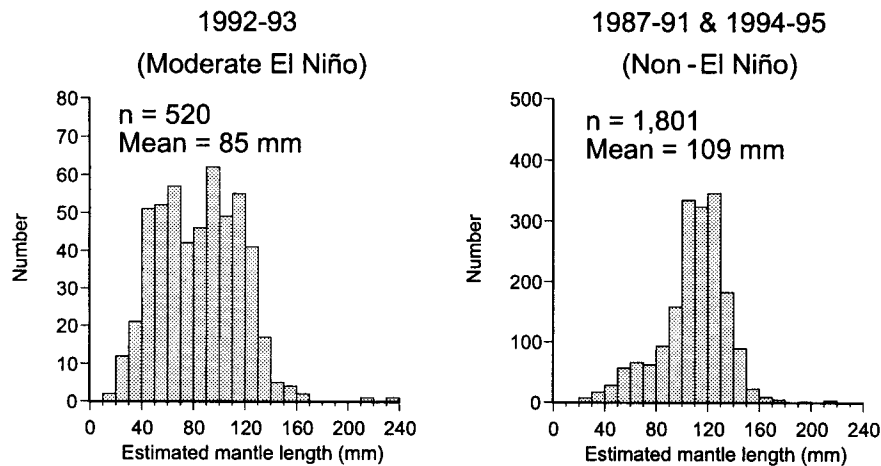 1992-93
(Moderate El Niño)
n = 520
Mean = 85 mm
80
70
60
50
40
30
20
10
0
Number
0 40 80 120 160 200 240
Estimated mantle length (mm)
1987-91 & 1994-95
(Non - El Niño)
n = 1,801
Mean = 109 mm
500
400
300
200
100
0
Number
0 40 80 120 160 200 240
Estimated mantle length (mm)